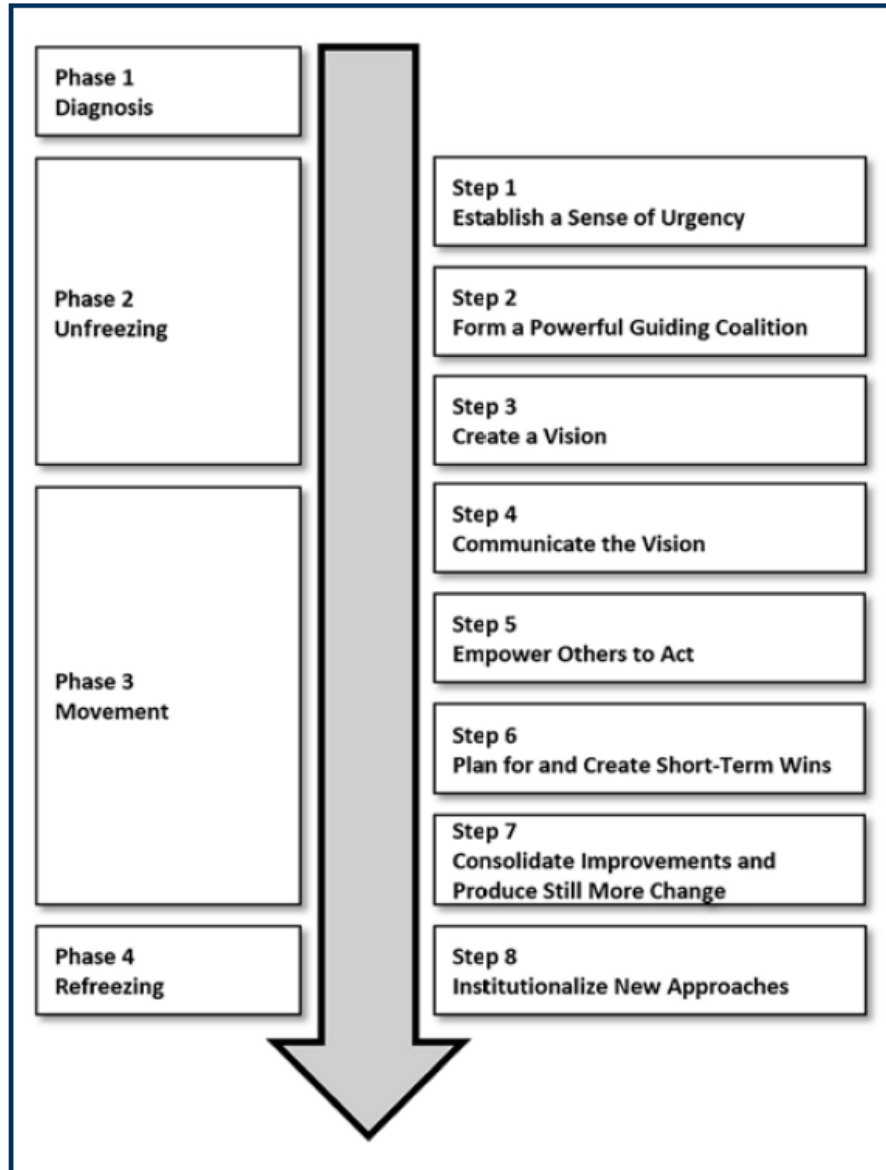 Phase 1
Diagnosis
Phase 2
Unfreezing
Phase 3
Movement
Phase 4
Refreezing
Step 1
Establish a Sense of Urgency
Step 2
Form a Powerful Guiding Coalition
Step 3
Create a Vision
Step 4
Communicate the Vision
Step 5
Empower Others to Act
Step 6
Plan for and Create Short-Term Wins
Step 7
Consolidate Improvements and
Produce Still More Change
Step 8
Institutionalize New Approaches